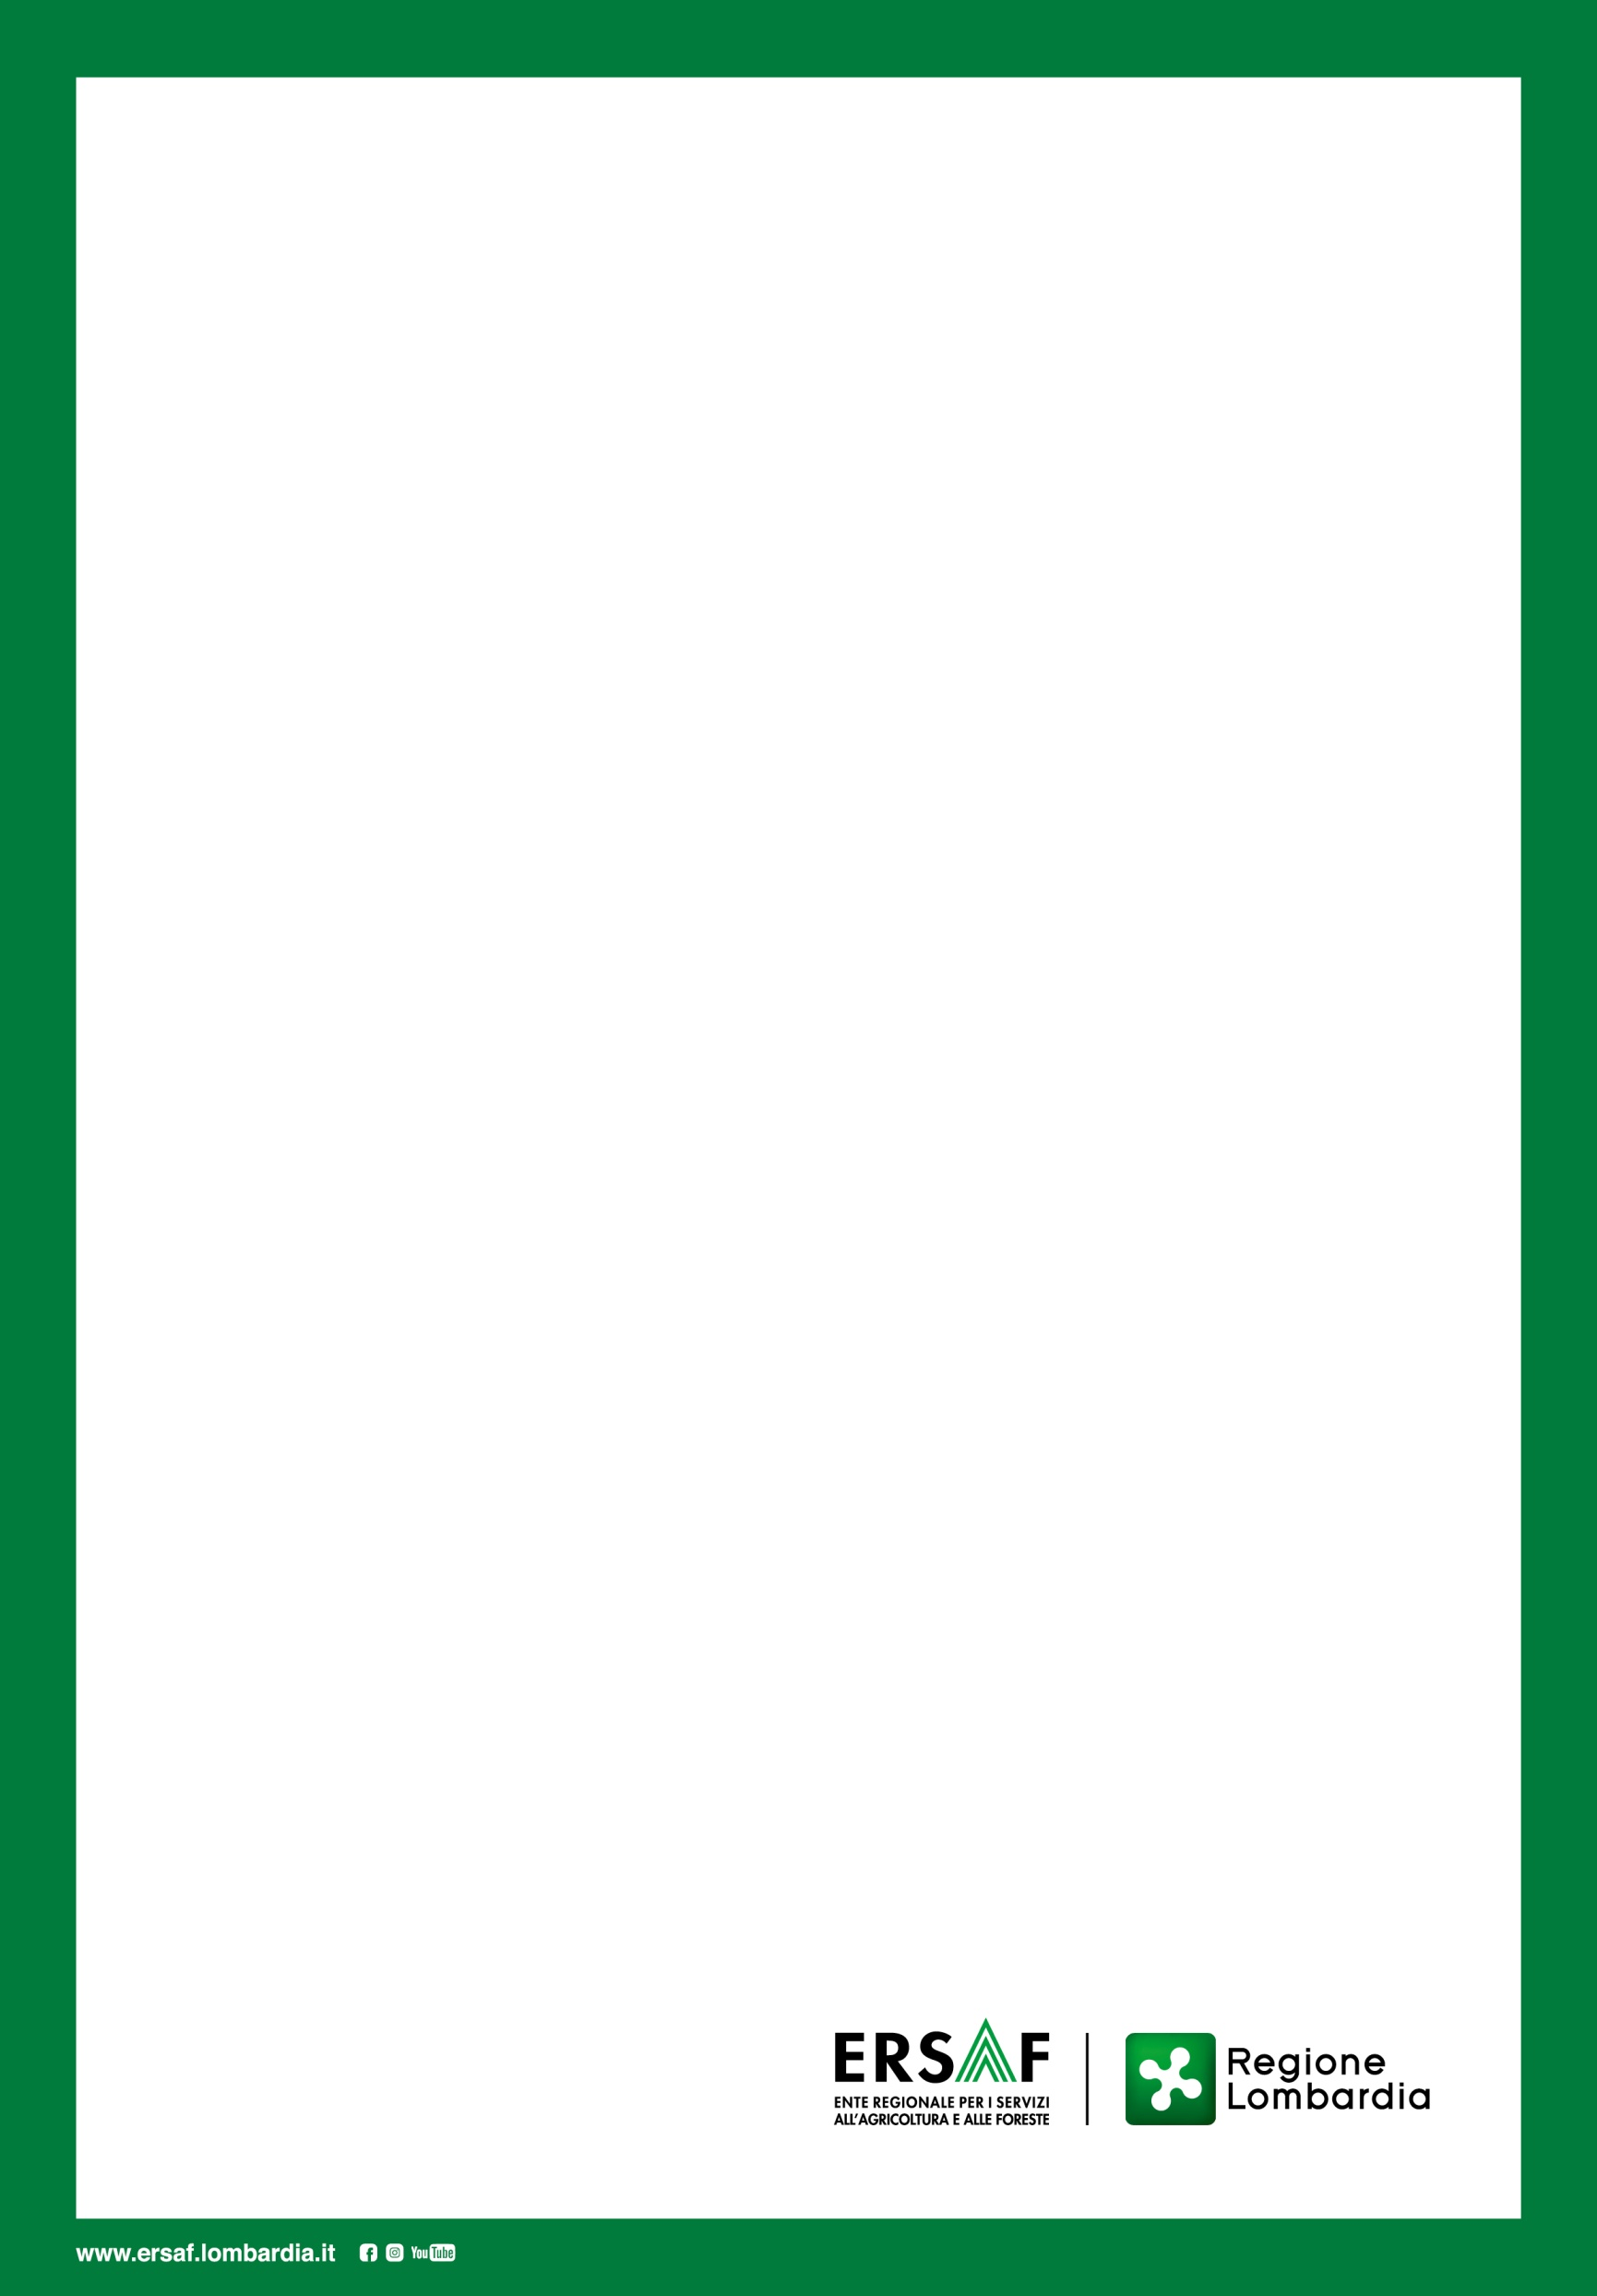 ERSAF
ENTE REGIONALE PER I SERVIZI
ALL'AGRICOLTURA E ALLE FORESTE
Regione
Lombardia
www.ersaf.lombardia.it
YouTube